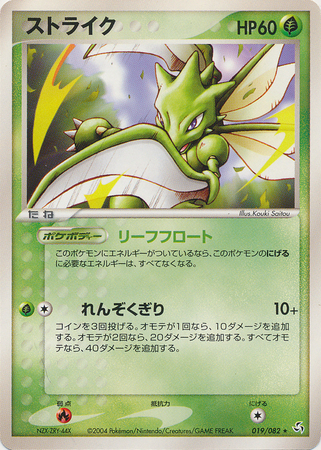 ストライク HP60
Illus.Kouki Saitou
たね
ポケボディー リーフフロート
このポケモンにエネルギーがついているなら、このポケモンのにげる
に必要なエネルギーは、すべてなくなる。
れんぞくぎり 10+
コインを3回投げる。オモテが1回なら、10ダメージを追加
する。オモテが2回なら、20ダメージを追加する。すべてオモ
テなら、40ダメージを追加する。
弱点 抵抗力 にげる
NZX-ZRY-44X ©2004 Pokémon/Nintendo/Creatures/GAME FREAK 019/082 ★